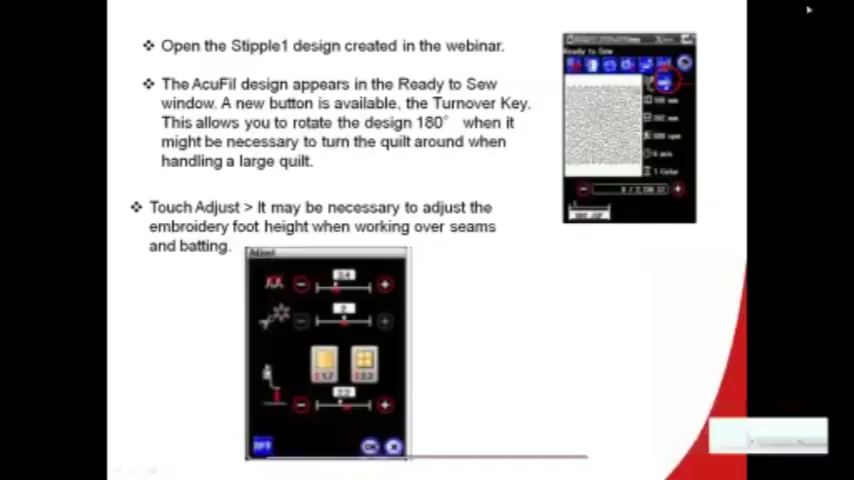 ❖ Open the Stipple1 design created in the webinar.
❖ The AcuFil design appears in the Ready to Sew
window. A new button is available, the Turnover Key.
This allows you to rotate the design 180° when it
might be necessary to turn the quilt around when
handling a large quilt.
Ready to Sew
❖ Touch Adjust > It may be necessary to adjust the
embroidery foot height when working over seams
and batting.
Adjust
OFF
OK